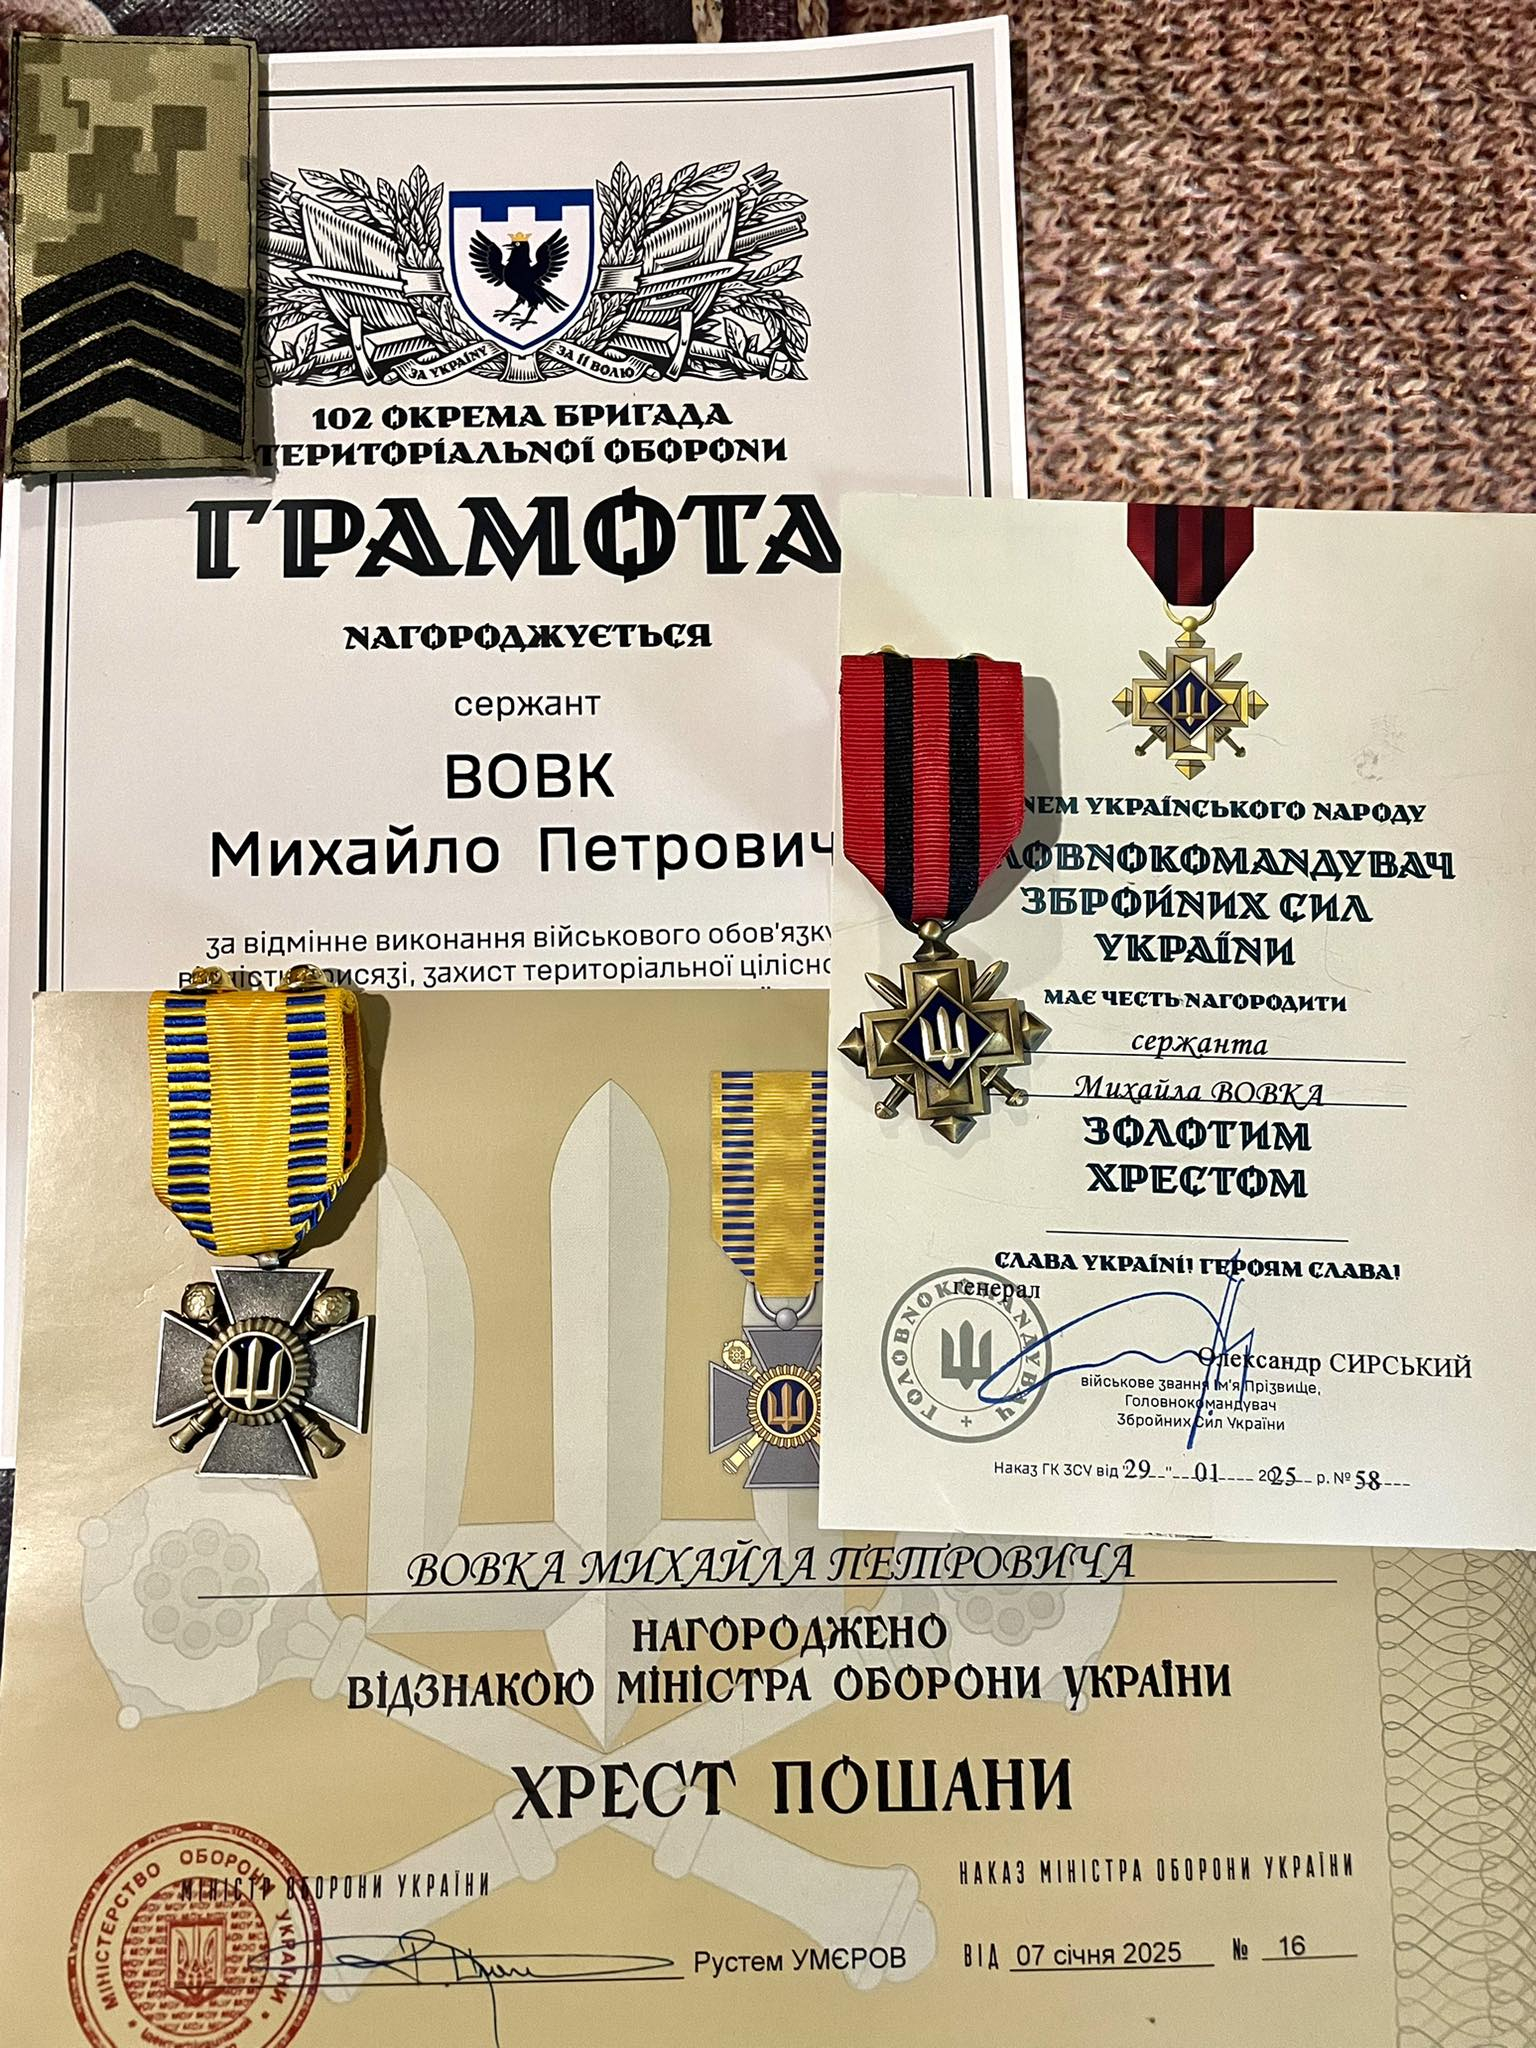 ЗА УКРАЇНУ
ЗА ЇЇ ВОЛЮ
102 ОКРЕМА БРИГАДА
ТЕРИТОРІАЛЬНОЇ ОБОРОНИ
ГРАМОТА
НАГОРОДЖУЄТЬСЯ
сержант
ВОВК
Михайло Петрович
за відмінне виконання військового обов'язку
захист територіальної
УКРАЇНСЬКОГО НАРОДУ
ГОЛОВНОКОМАНДУВАЧ
ЗБРОЙНИХ СИЛ
УКРАЇНИ
МАЄ ЧЕСТЬ НАГОРОДИТИ
сержанта
Михайла ВОВКА
ЗОЛОТИМ
ХРЕСТОМ
СЛАВА УКРАЇНІ! ГЕРОЯМ СЛАВА!
генерал
ГОЛОВНОКОМАНДУВАЧ
Олександр СИРСЬКИЙ
військове звання Ім'я Прізвище,
Головнокомандувач
Збройних Сил України
Наказ ГК ЗСУ від "29" 01 2025 р. № 58
ВОВКА МИХАЙЛА ПЕТРОВИЧА
НАГОРОДЖЕНО
ВІДЗНАКОЮ МІНІСТРА ОБОРОНИ УКРАЇНИ
ХРЕСТ ПОШАНИ
МІНІСТР ОБОРОНИ УКРАЇНИ
НАКАЗ МІНІСТРА ОБОРОНИ УКРАЇНИ
Рустем УМЄРОВ
ВІД 07 січня 2025 № 16
МІНІСТЕРСТВО ОБОРОНИ УКРАЇНИ